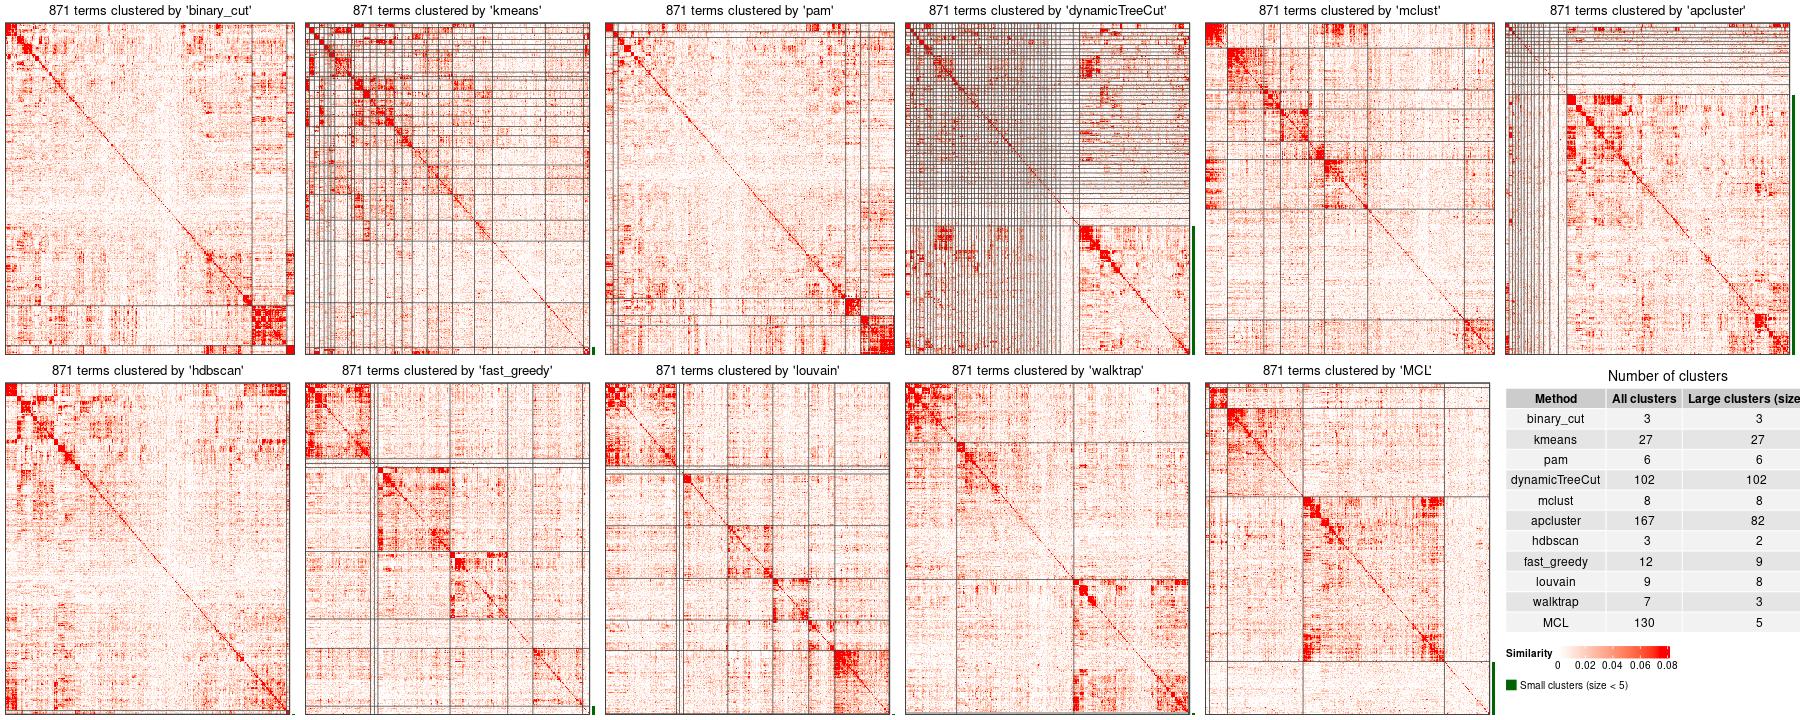 871 terms clustered by 'binary_cut'
871 terms clustered by 'kmeans'
871 terms clustered by 'pam'
871 terms clustered by 'dynamicTreeCut'
871 terms clustered by 'mclust'
871 terms clustered by 'apcluster'
871 terms clustered by 'hdbscan'
871 terms clustered by 'fast_greedy'
871 terms clustered by 'louvain'
871 terms clustered by 'walktrap'
871 terms clustered by 'MCL'
Number of clusters
Method All clusters Large clusters (size
binary_cut 3 3
kmeans 27 27
pam 6 6
dynamicTreeCut 102 102
mclust 8 8
apcluster 167 82
hdbscan 3 2
fast_greedy 12 9
louvain 9 8
walktrap 7 3
MCL 130 5
Similarity
0 0.02 0.04 0.06 0.08
Small clusters (size < 5)